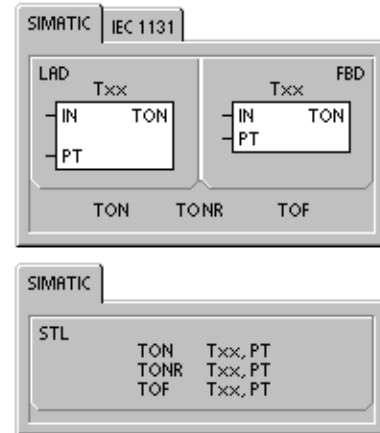 SIMATIC IEC 1131
LAD FBD
Txx Txx
IN TON IN TON
PT PT
TON TONR TOF
SIMATIC
STL
TON Txx, PT
TONR Txx, PT
TOF Txx, PT